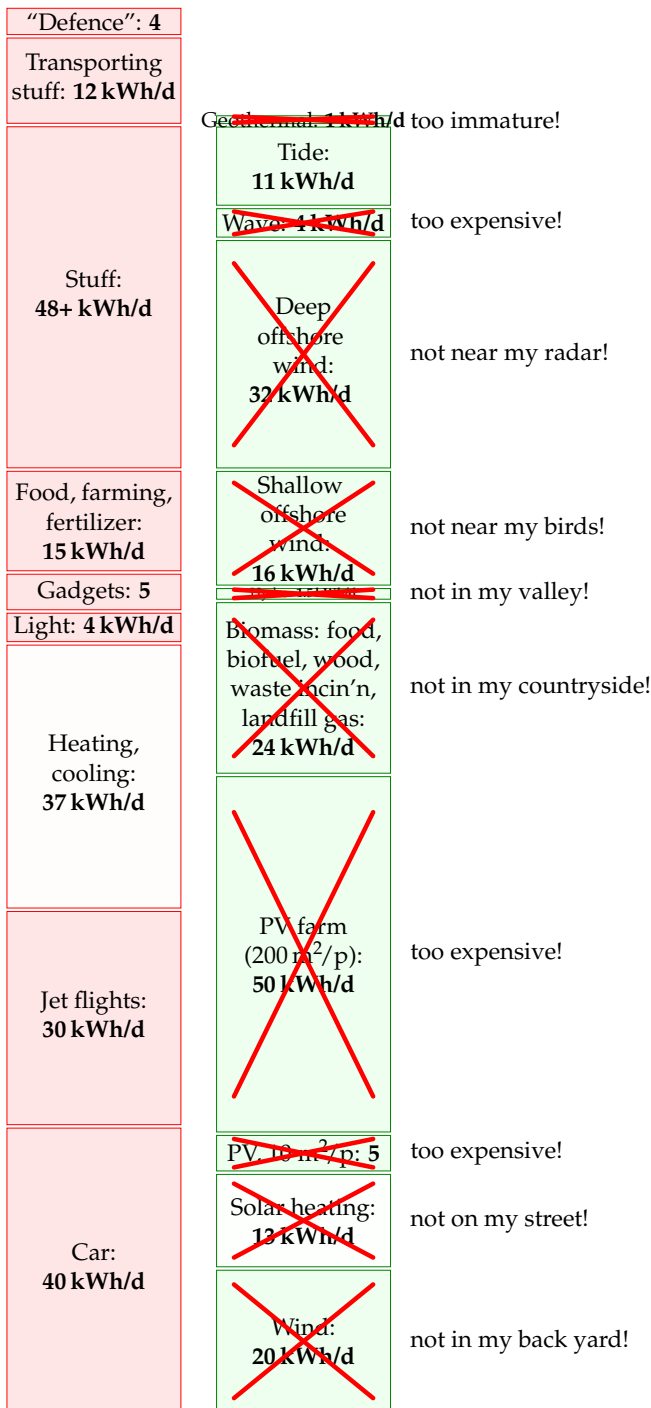 “Defence”: 4
Transporting
stuff: 12 kWh/d
Stuff:
48+ kWh/d
Food, farming,
fertilizer:
15 kWh/d
Gadgets: 5
Light: 4 kWh/d
Heating,
cooling:
37 kWh/d
Jet flights:
30 kWh/d
Car:
40 kWh/d
Geothermal: 1 kWh/d
Tide:
11 kWh/d
Wave: 4 kWh/d
Deep
offshore
wind:
32 kWh/d
Shallow
offshore
wind:
16 kWh/d
Biomass: food,
biofuel, wood,
waste incin’n,
landfill gas:
24 kWh/d
PV farm
(200 m²/p):
50 kWh/d
PV, 10 m²/p: 5
Solar heating:
13 kWh/d
Wind:
20 kWh/d
too immature!
too expensive!
not near my radar!
not near my birds!
not in my valley!
not in my countryside!
too expensive!
too expensive!
not on my street!
not in my back yard!